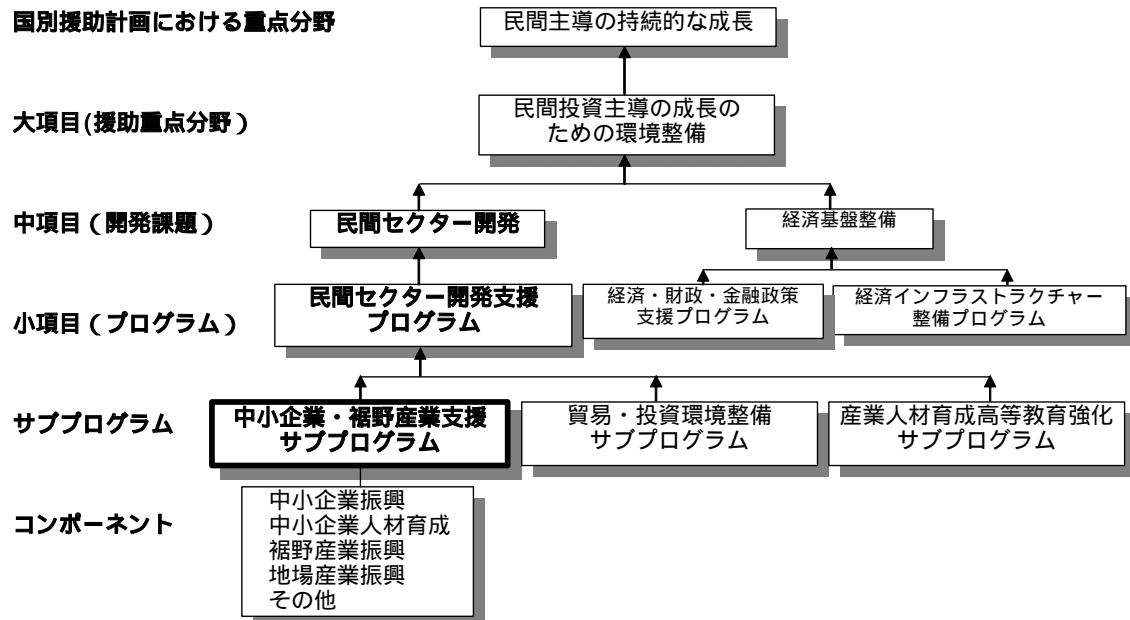 国別援助計画における重点分野
民間主導の持続的な成長
大項目(援助重点分野)
民間投資主導の成長の
ための環境整備
中項目(開発課題)
民間セクター開発
経済基盤整備
小項目(プログラム)
民間セクター開発支援
プログラム
経済・財政・金融政策
支援プログラム
経済インフラストラクチャー
整備プログラム
サブプログラム
中小企業・裾野産業支援
サブプログラム
貿易・投資環境整備
サブプログラム
産業人材育成高等教育強化
サブプログラム
コンポーネント
中小企業振興
中小企業人材育成
裾野産業振興
地場産業振興
その他